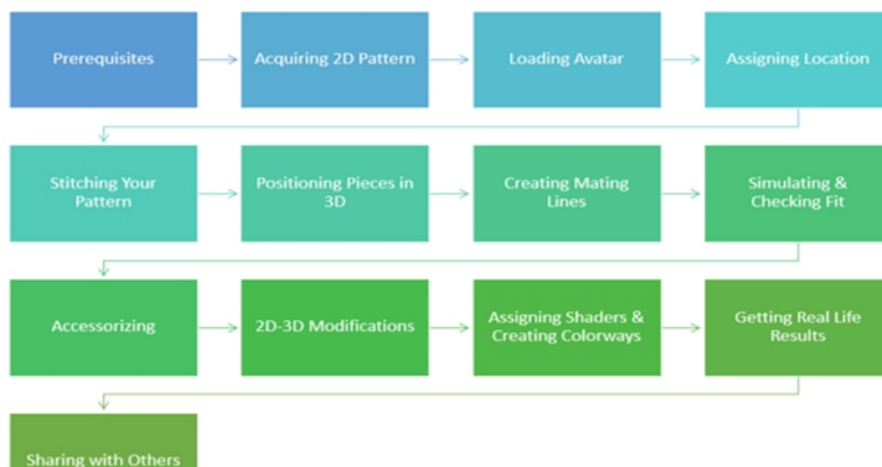 Prerequisites
Acquiring 2D Pattern
Loading Avatar
Assigning Location
Stitching Your
Pattern
Positioning Pieces in
3D
Creating Mating
Lines
Simulating &
Checking Fit
Accessorizing
2D-3D Modifications
Assigning Shaders &
Creating Colorways
Getting Real Life
Results
Sharing with Others